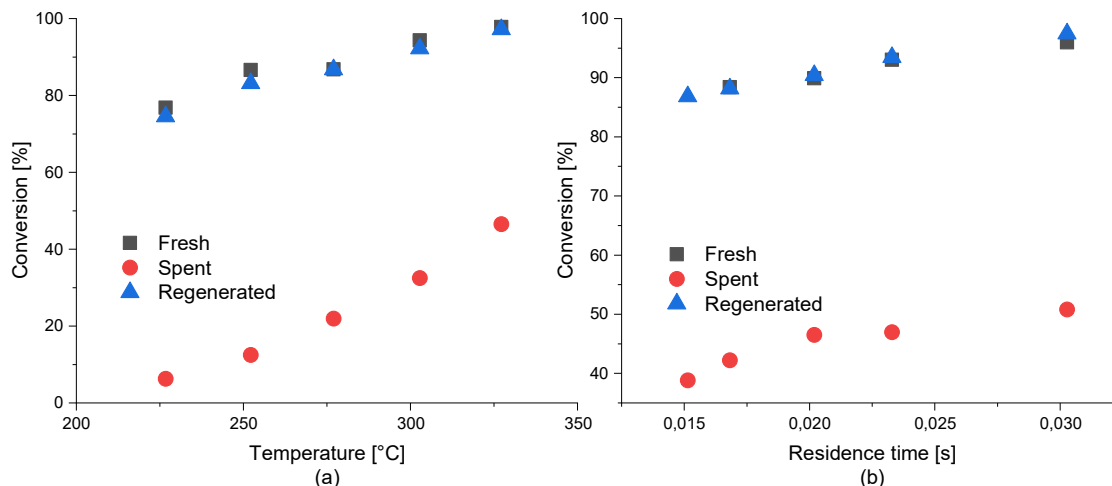 100
80
60
40
20
0
Conversion [%]
Fresh
Spent
Regenerated
200
250
300
350
Temperature [°C]
(a)
100
90
80
70
60
50
40
Conversion [%]
Fresh
Spent
Regenerated
0,015
0,020
0,025
0,030
Residence time [s]
(b)